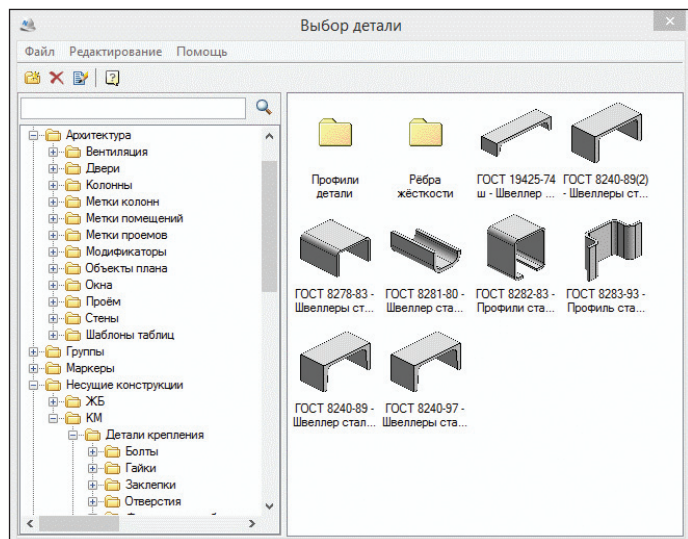 Выбор детали
Файл Редактирование Помощь
Архитектура
Вентиляция
Двери
Колонны
Метки колонн
Метки помещений
Метки проемов
Модификаторы
Объекты плана
Окна
Проём
Стены
Шаблоны таблиц
Группы
Маркеры
Несущие конструкции
ЖБ
КМ
Детали крепления
Болты
Гайки
Заклепки
Отверстия
Профили
детали
Рёбра
жёсткости
ГОСТ 19425-74
ш - Швеллер ...
ГОСТ 8240-89(2)
- Швеллеры ст...
ГОСТ 8278-83 -
Швеллеры ст...
ГОСТ 8281-80 -
Швеллер ста...
ГОСТ 8282-83 -
Профили ста...
ГОСТ 8283-93 -
Профиль ста...
ГОСТ 8240-89 -
Швеллер стал...
ГОСТ 8240-97 -
Швеллеры ста...